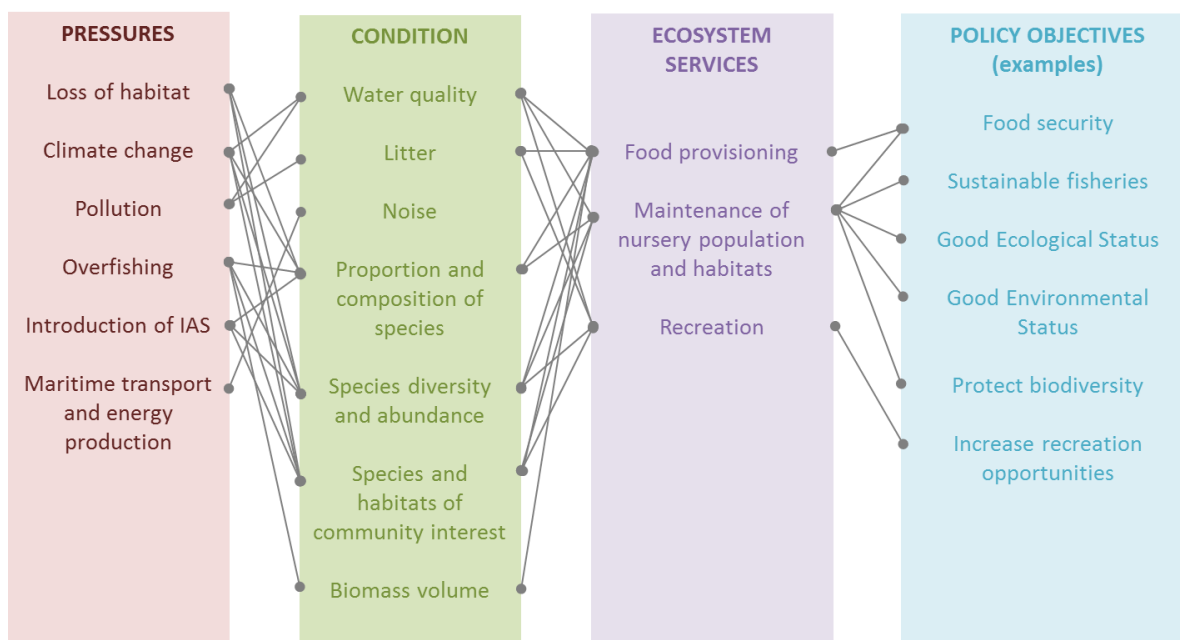 PRESSURES
Loss of habitat
Climate change
Pollution
Overfishing
Introduction of IAS
Maritime transport
and energy
production
CONDITION
Water quality
Litter
Noise
Proportion and
composition of
species
Species diversity
and abundance
Species and
habitats of
community interest
Biomass volume
ECOSYSTEM
SERVICES
Food provisioning
Maintenance of
nursery population
and habitats
Recreation
POLICY OBJECTIVES
(examples)
Food security
Sustainable fisheries
Good Ecological Status
Good Environmental
Status
Protect biodiversity
Increase recreation
opportunities